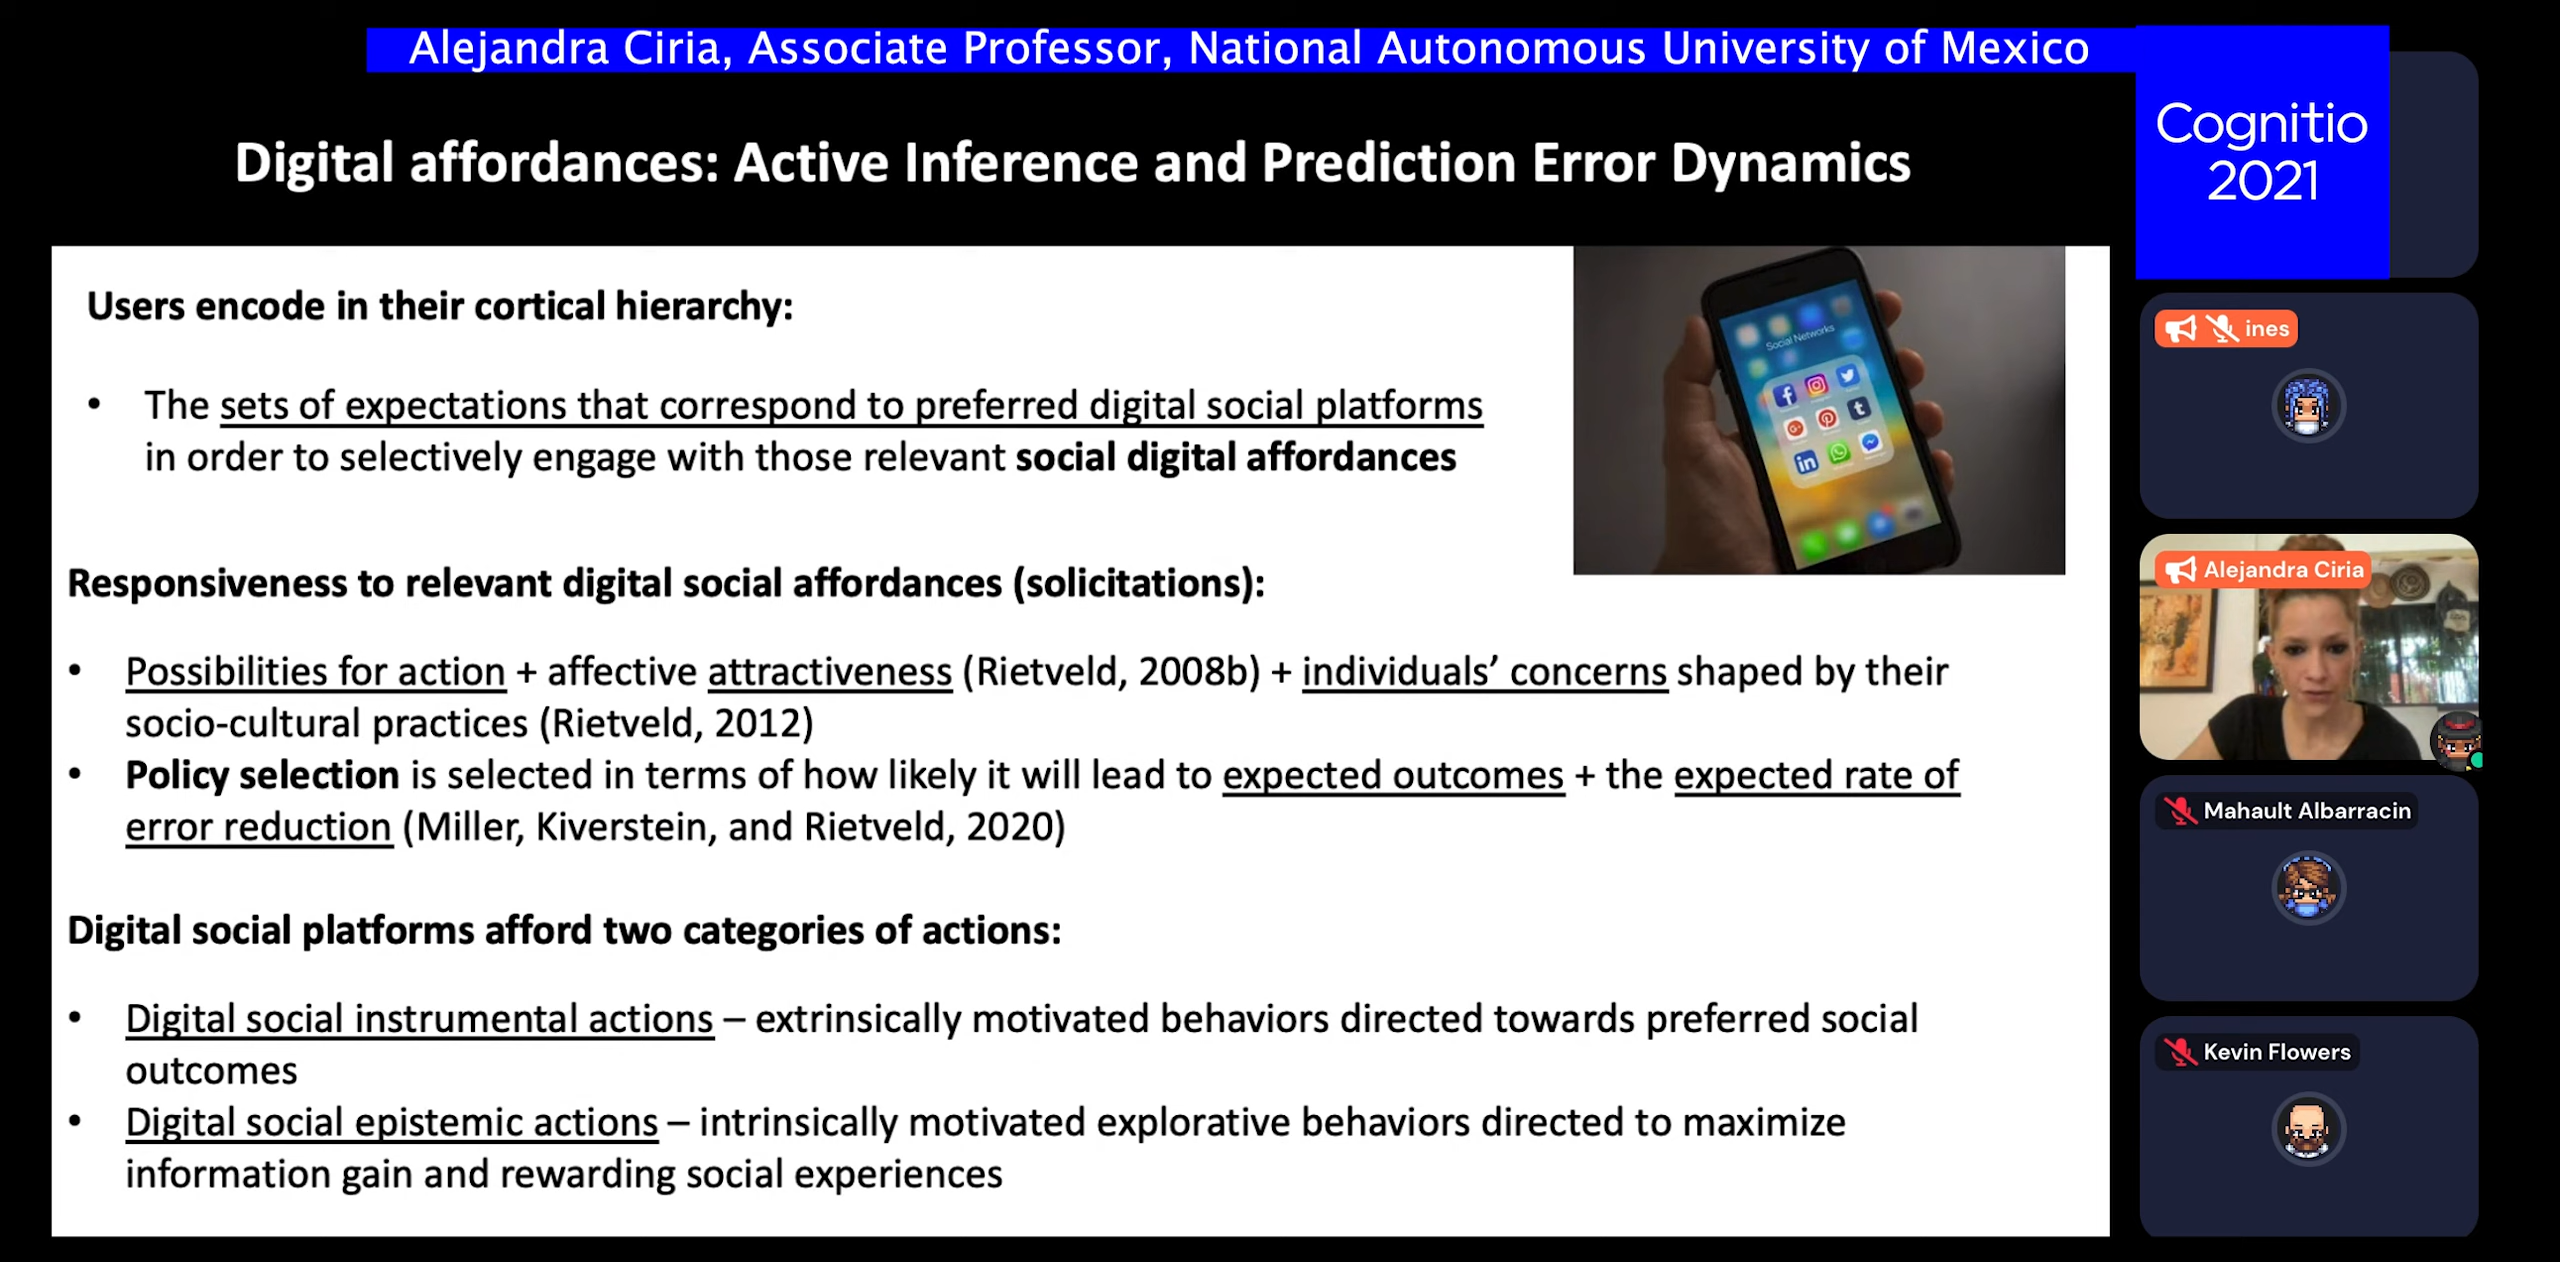 Alejandra Ciria, Associate Professor, National Autonomous University of Mexico
Cognitio
2021
Digital affordances: Active Inference and Prediction Error Dynamics
Users encode in their cortical hierarchy:
• The sets of expectations that correspond to preferred digital social platforms
in order to selectively engage with those relevant social digital affordances
Social Networks
Responsiveness to relevant digital social affordances (solicitations):
• Possibilities for action + affective attractiveness (Rietveld, 2008b) + individuals’ concerns shaped by their
socio-cultural practices (Rietveld, 2012)
• Policy selection is selected in terms of how likely it will lead to expected outcomes + the expected rate of
error reduction (Miller, Kiverstein, and Rietveld, 2020)
Digital social platforms afford two categories of actions:
• Digital social instrumental actions – extrinsically motivated behaviors directed towards preferred social
outcomes
• Digital social epistemic actions – intrinsically motivated explorative behaviors directed to maximize
information gain and rewarding social experiences
ines
Alejandra Ciria
Mahault Albarracin
Kevin Flowers